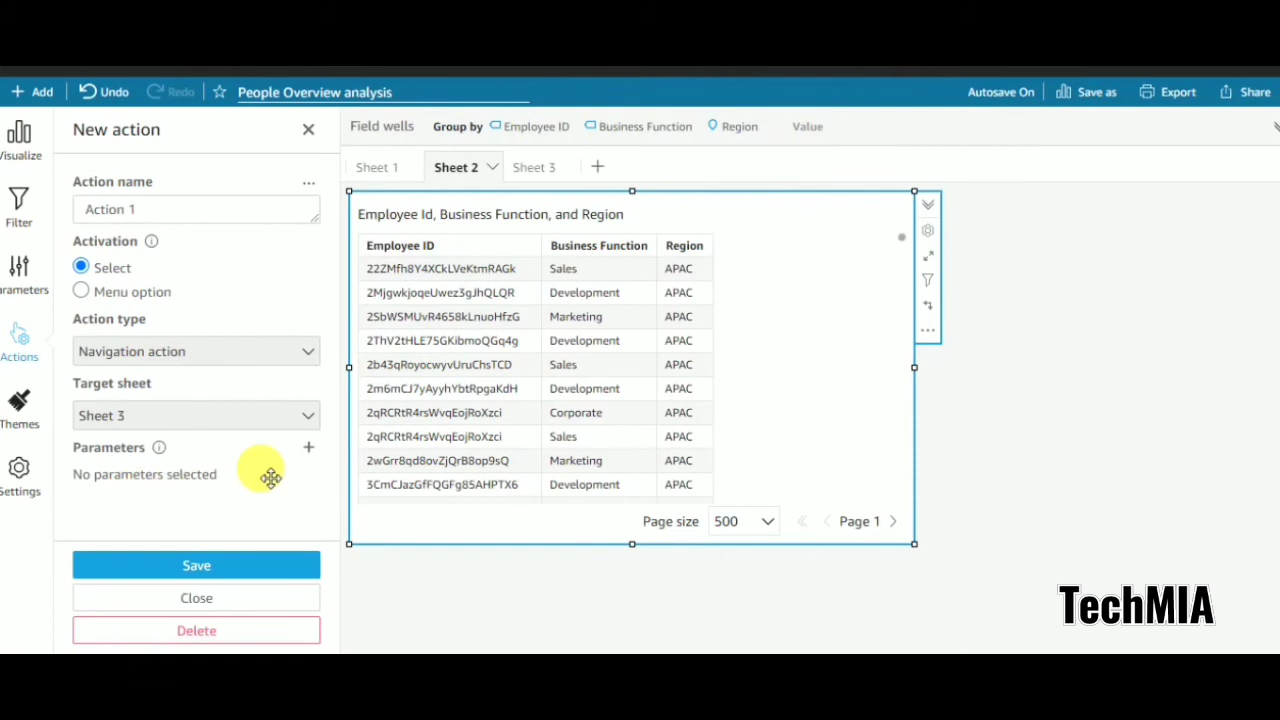 Add Undo Redo People Overview analysis Autosave On Save as Export Share
Visualize
Filter
Parameters
Actions
Themes
Settings
New action
Action name ...
Action 1
Activation
Select
Menu option
Action type
Navigation action
Target sheet
Sheet 3
Parameters +
No parameters selected
Save
Close
Delete
Field wells Group by Employee ID Business Function Region Value
Sheet 1 Sheet 2 Sheet 3 +
Employee Id, Business Function, and Region
Employee ID Business Function Region
22ZMfh8Y4XCkLVeKtmRAGk Sales APAC
2MjgwkjoqeUwez3gJhQLQR Development APAC
2SbWSMUvR4658kLnuoHfzG Marketing APAC
2ThV2tHLE75GKibmoQGq4g Development APAC
2b43qRoyocwyvUruChsTCD Sales APAC
2m6mCJ7yAyyhYbtRpgaKdH Development APAC
2qRCRtR4rsWvqEojRoXzci Corporate APAC
2qRCRtR4rsWvqEojRoXzci Sales APAC
2wGrr8qd8ovZjQrB8op9sQ Marketing APAC
3CmCJazGfFQGFg85AHPTX6 Development APAC
Page size 500 Page 1
TechMIA